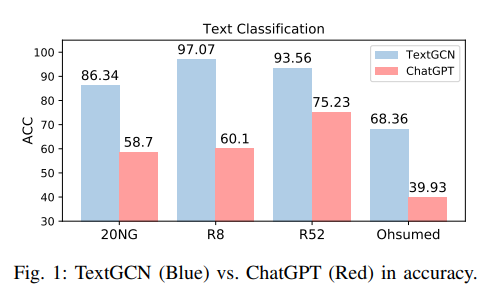 Text Classification
TextGCN
ChatGPT
ACC
100
90
80
70
60
50
40
30
86.34
58.7
97.07
60.1
93.56
75.23
68.36
39.93
20NG R8 R52 Ohsumed
Fig. 1: TextGCN (Blue) vs. ChatGPT (Red) in accuracy.